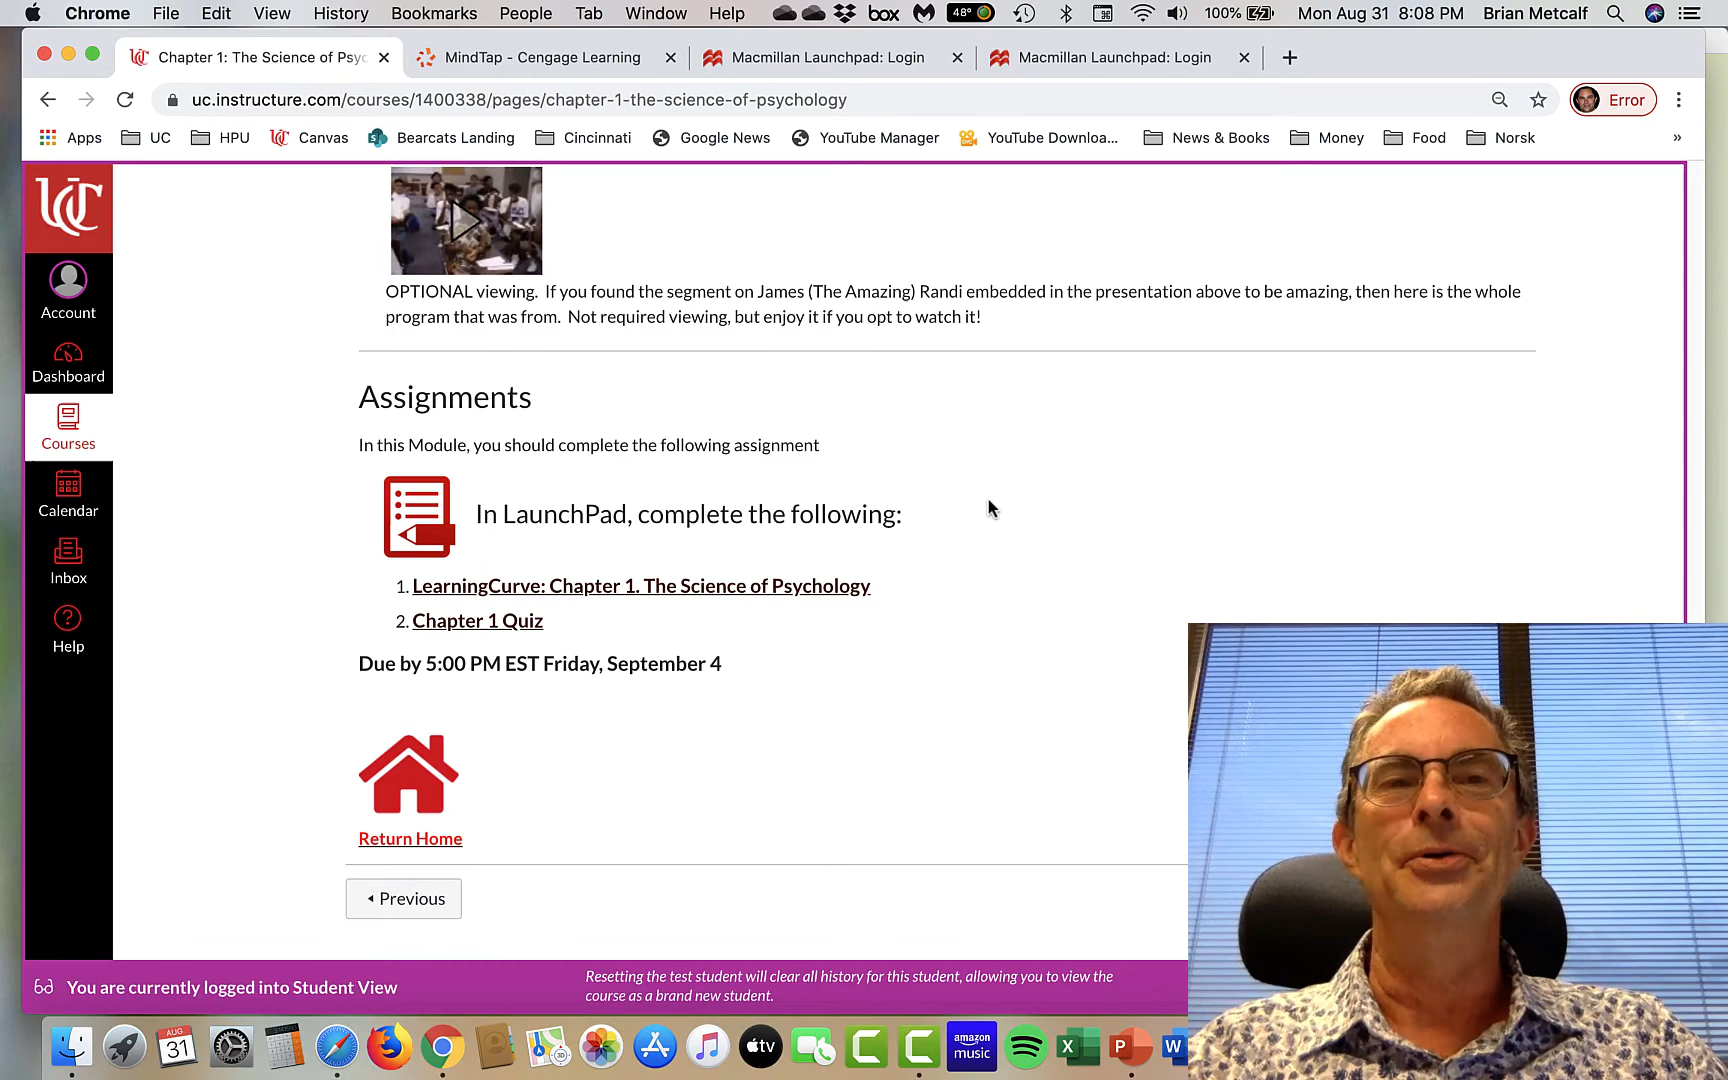 Chrome File Edit View History Bookmarks People Tab Window Help box 48° 100% Mon Aug 31 8:08 PM Brian Metcalf
Chapter 1: The Science of Psyc
MindTap - Cengage Learning
Macmillan Launchpad: Login
Macmillan Launchpad: Login
uc.instructure.com/courses/1400338/pages/chapter-1-the-science-of-psychology
Error
Apps UC HPU Canvas Bearcats Landing Cincinnati Google News YouTube Manager YouTube Downloa... News & Books Money Food Norsk »
UC
Account
Dashboard
Courses
Calendar
Inbox
Help
OPTIONAL viewing. If you found the segment on James (The Amazing) Randi embedded in the presentation above to be amazing, then here is the whole
program that was from. Not required viewing, but enjoy it if you opt to watch it!
Assignments
In this Module, you should complete the following assignment
In LaunchPad, complete the following:
1. LearningCurve: Chapter 1. The Science of Psychology
2. Chapter 1 Quiz
Due by 5:00 PM EST Friday, September 4
Return Home
Previous
You are currently logged into Student View
Resetting the test student will clear all history for this student, allowing you to view the
course as a brand new student.
AUG
31
tv
amazon
music
X
P
W